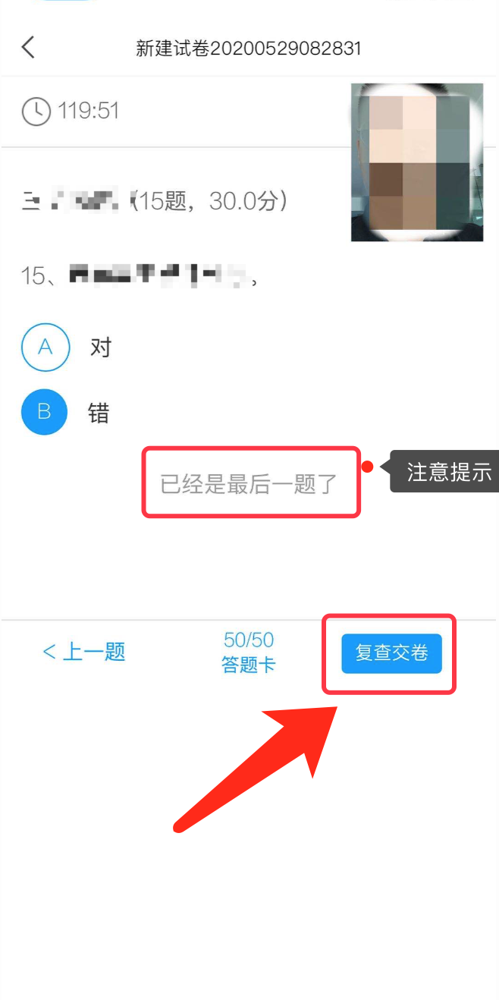 新建试卷20200529082831
119:51
三 (15题，30.0分)
15、 。
A 对
B 错
已经是最后一题了
注意提示
< 上一题
50/50
答题卡
复查交卷